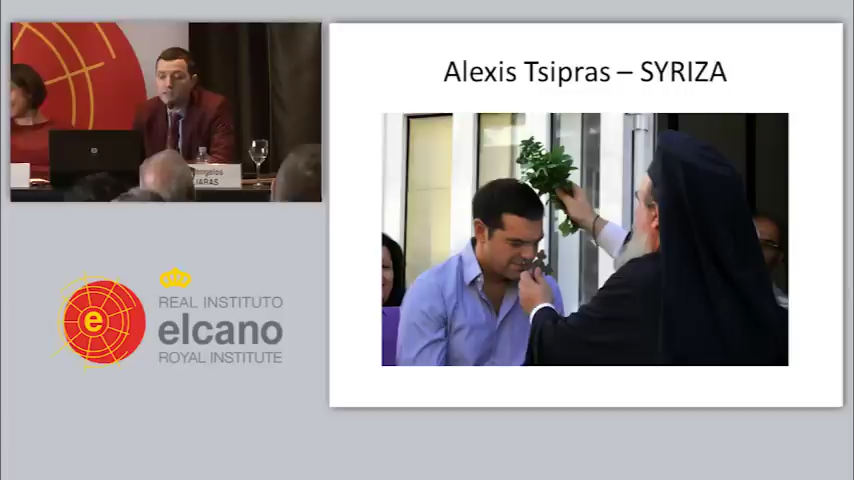 Alexis Tsipras – SYRIZA
REAL INSTITUTO
elcano
ROYAL INSTITUTE
e